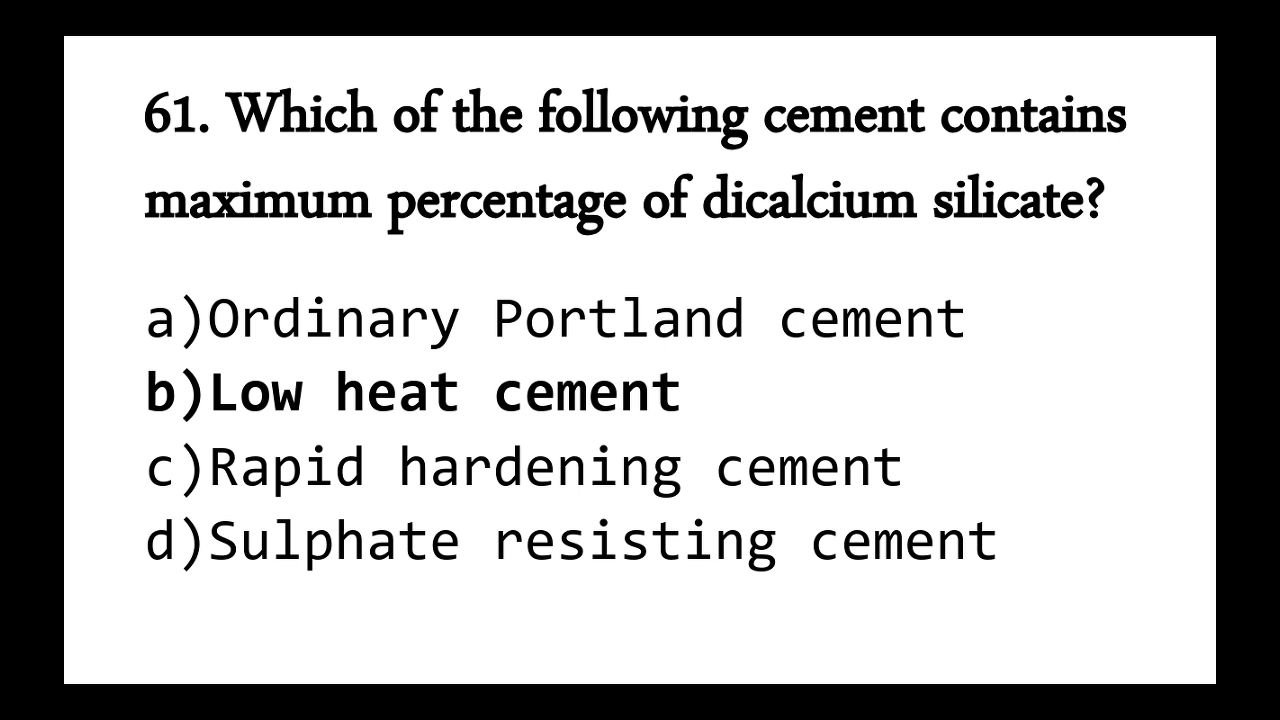 61. Which of the following cement contains
maximum percentage of dicalcium silicate?
a)Ordinary Portland cement
b)Low heat cement
c)Rapid hardening cement
d)Sulphate resisting cement